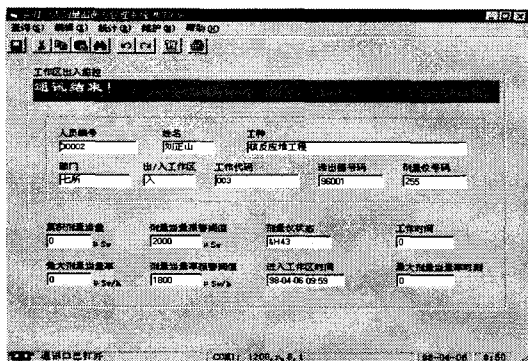 工作区出入监控
通讯结束!
人员编号 姓名 工种
00002 刘正山 核反应堆工程
部门 出/入工作区 工作代码 进出器号码 剂量仪号码
七所 入 003 96001 255
累积剂量当量 剂量当量报警阈值 剂量仪状态 工作时间
0 μSv 2000 μSv &H43 0
最大剂量当量率 剂量当量率报警阈值 进入工作区时间 最大剂量当量率时刻
0 μSv/h 1800 μSv/h 98-04-06 09:59 0
通讯口已打开 COM1: 1200,n,8,1 98-04-06